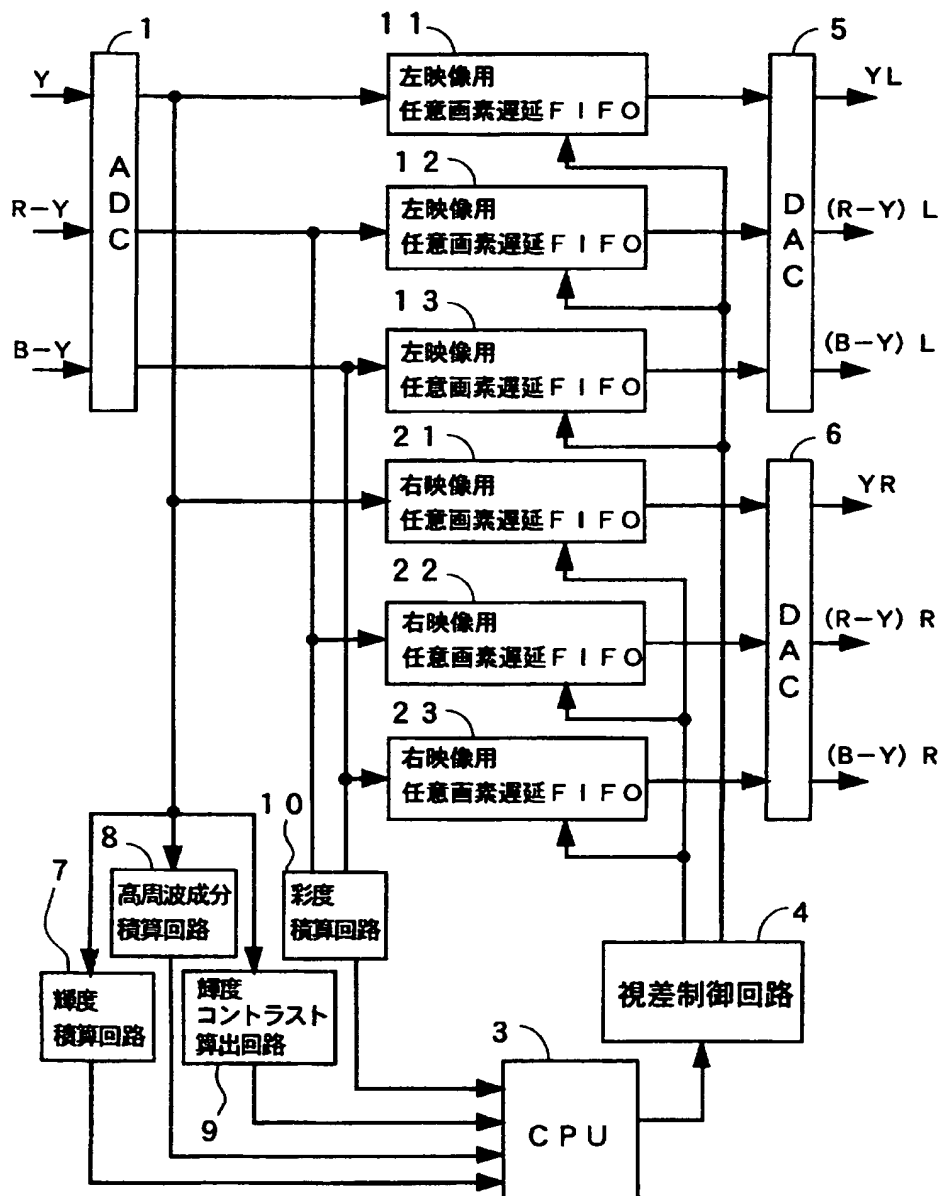 1
Y
R-Y
B-Y
ADC
11
左映像用
任意画素遅延FIFO
12
左映像用
任意画素遅延FIFO
13
左映像用
任意画素遅延FIFO
21
右映像用
任意画素遅延FIFO
22
右映像用
任意画素遅延FIFO
23
右映像用
任意画素遅延FIFO
5
DAC
YL
(R-Y) L
(B-Y) L
6
DAC
YR
(R-Y) R
(B-Y) R
7
輝度
積算回路
8
高周波成分
積算回路
9
輝度
コントラスト
算出回路
10
彩度
積算回路
3
CPU
4
視差制御回路